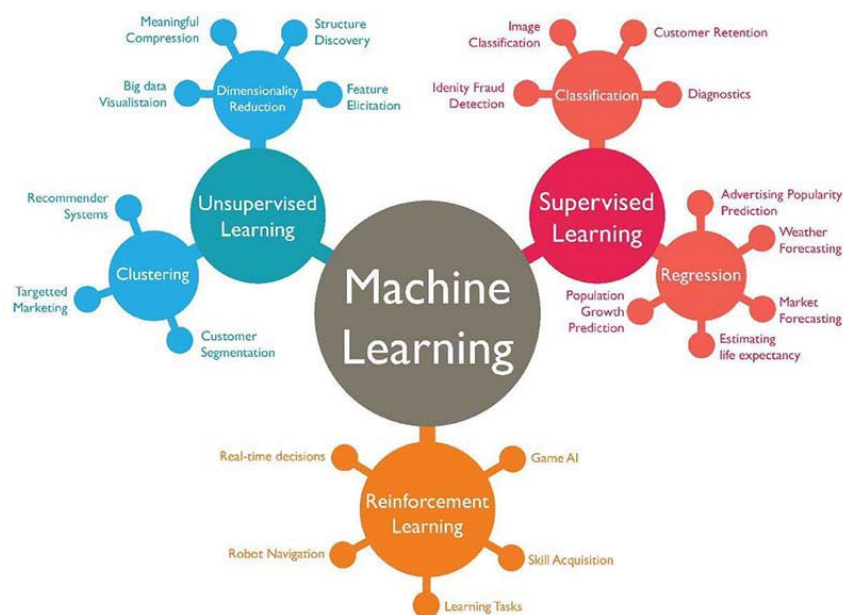 Meaningful
Compression
Structure
Discovery
Big data
Visualistaion
Dimensionality
Reduction
Feature
Elicitation
Unsupervised
Learning
Recommender
Systems
Clustering
Targetted
Marketing
Customer
Segmentation
Machine
Learning
Image
Classification
Customer Retention
Idenity Fraud
Detection
Classification
Diagnostics
Supervised
Learning
Advertising Popularity
Prediction
Weather
Forecasting
Regression
Population
Growth
Prediction
Market
Forecasting
Estimating
life expectancy
Real-time decisions
Game AI
Reinforcement
Learning
Robot Navigation
Skill Acquisition
Learning Tasks